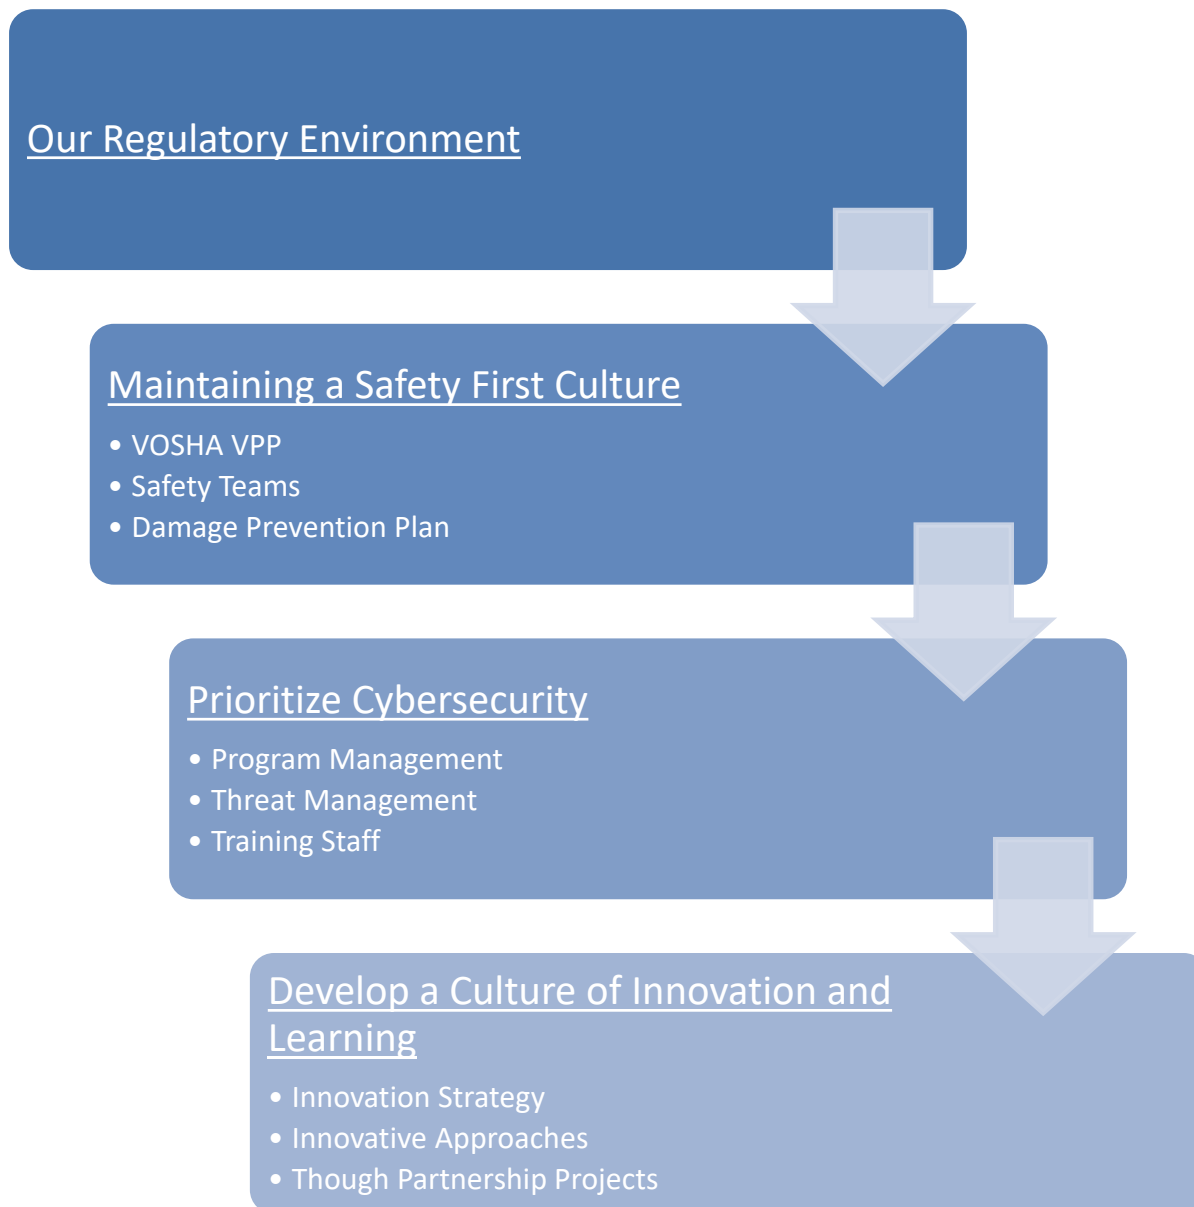 Our Regulatory Environment
Maintaining a Safety First Culture
• VOSHA VPP
• Safety Teams
• Damage Prevention Plan
Prioritize Cybersecurity
• Program Management
• Threat Management
• Training Staff
Develop a Culture of Innovation and
Learning
• Innovation Strategy
• Innovative Approaches
• Though Partnership Projects